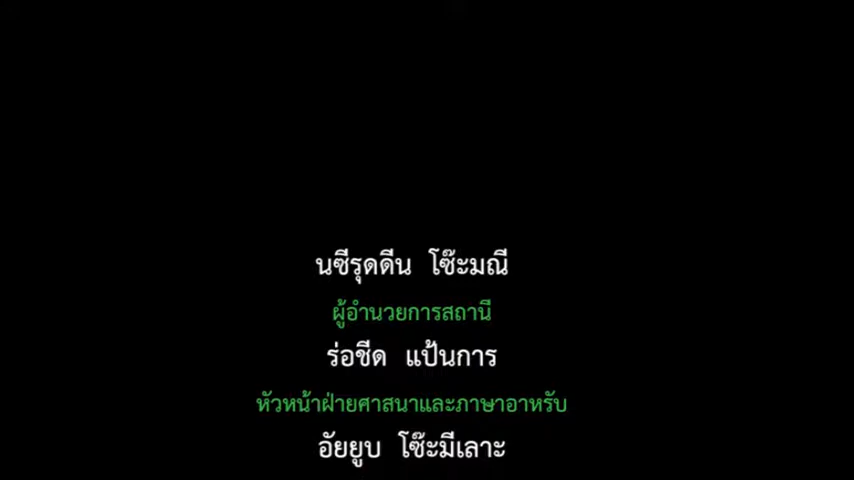 นซีรุดดีน โซ๊ะมณี
ผู้อำนวยการสถานี
ร่อซีด แป้นการ
หัวหน้าฝ่ายศาสนาและภาษาอาหรับ
อัยยูบ โซ๊ะมีเลาะ